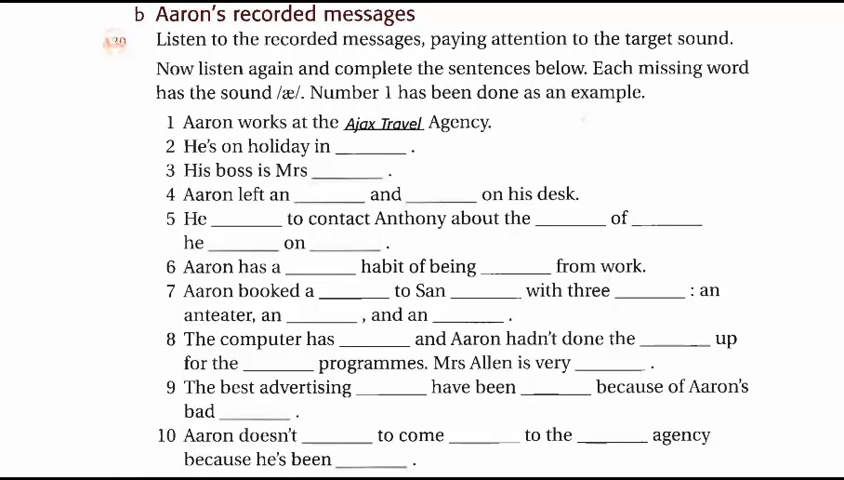 b Aaron's recorded messages
A30 Listen to the recorded messages, paying attention to the target sound.
Now listen again and complete the sentences below. Each missing word
has the sound /æ/. Number 1 has been done as an example.
1 Aaron works at the Ajax Travel Agency.
2 He's on holiday in ________ .
3 His boss is Mrs ________ .
4 Aaron left an ________ and ________ on his desk.
5 He ________ to contact Anthony about the ________ of ________
he ________ on ________ .
6 Aaron has a ________ habit of being ________ from work.
7 Aaron booked a ________ to San ________ with three ________ : an
anteater, an ________ , and an ________ .
8 The computer has ________ and Aaron hadn't done the ________ up
for the ________ programmes. Mrs Allen is very ________ .
9 The best advertising ________ have been ________ because of Aaron's
bad ________ .
10 Aaron doesn't ________ to come ________ to the ________ agency
because he's been ________ .